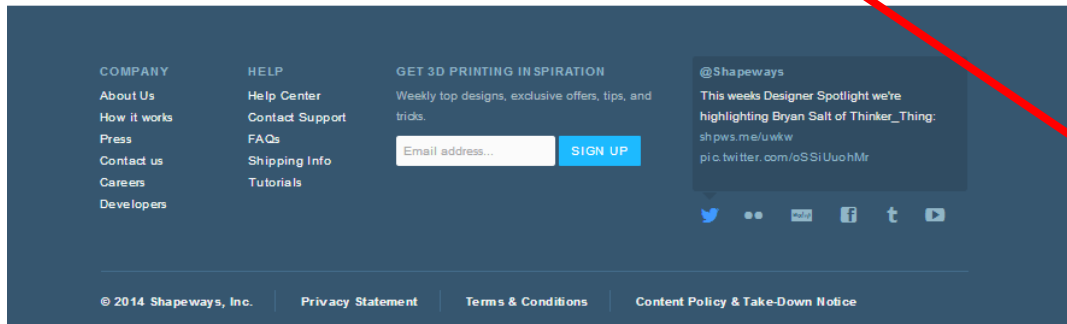 COMPANY
About Us
How it works
Press
Contact us
Careers
Developers
HELP
Help Center
Contact Support
FAQs
Shipping Info
Tutorials
GET 3D PRINTING INSPIRATION
Weekly top designs, exclusive offers, tips, and
tricks.
Email address...
SIGN UP
@Shapeways
This weeks Designer Spotlight we're
highlighting Bryan Salt of Thinker_Thing:
shpws.me/uwkw
pic.twitter.com/oSSiUuohMr
© 2014 Shapeways, Inc.
Privacy Statement
Terms & Conditions
Content Policy & Take-Down Notice